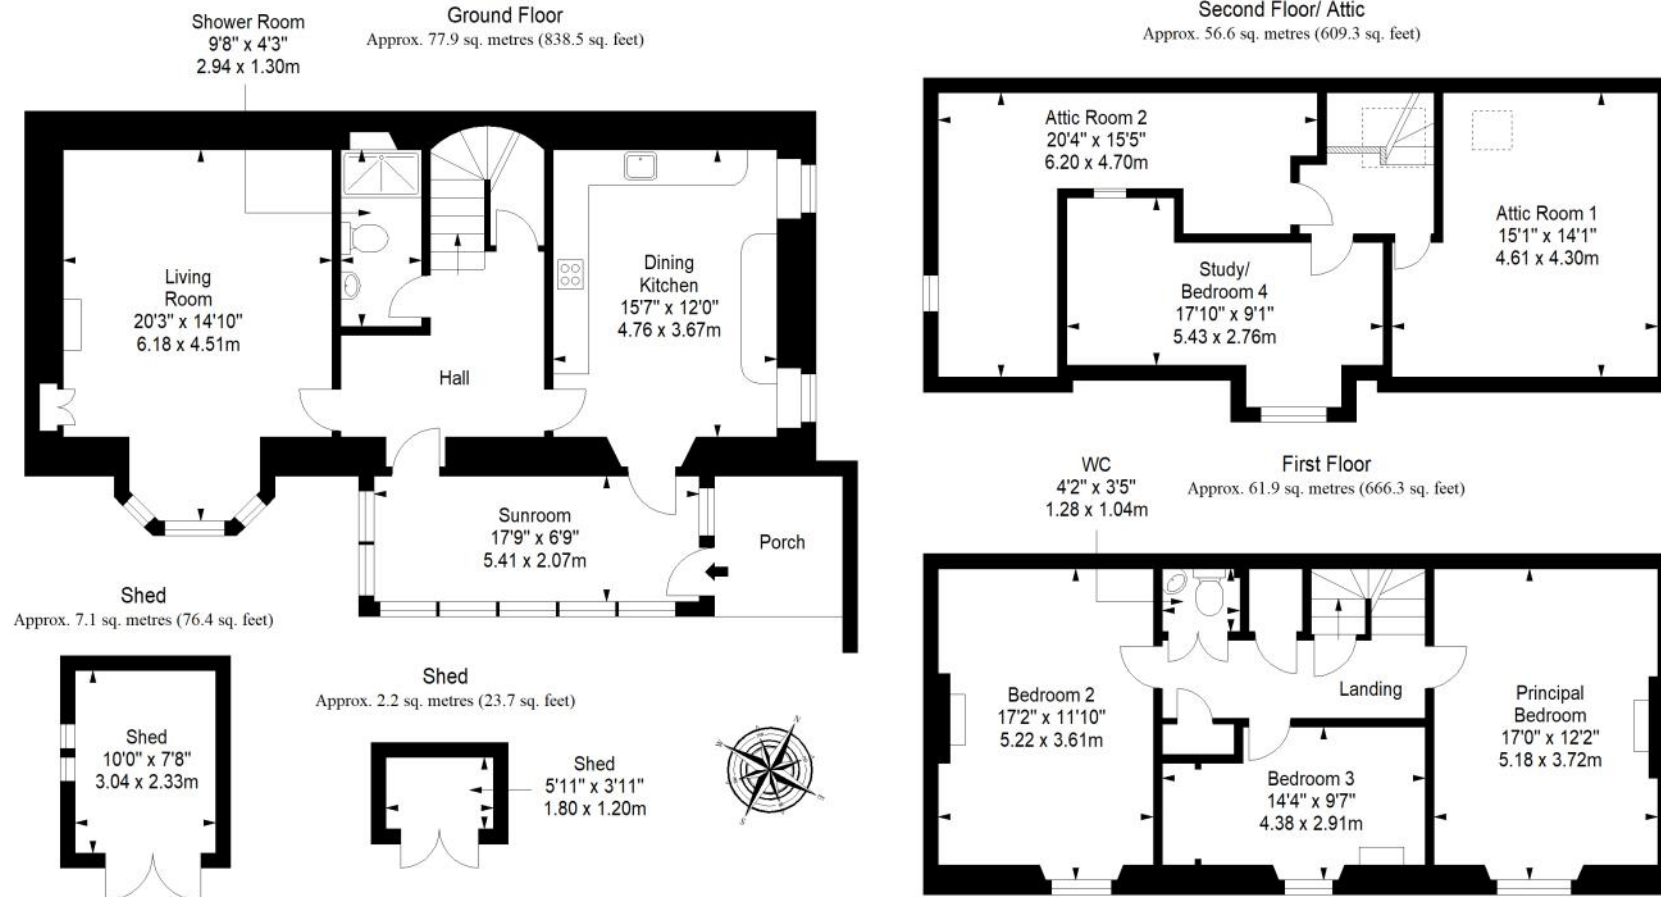 Ground Floor
Approx. 77.9 sq. metres (838.5 sq. feet)
Shower Room
9'8" x 4'3"
2.94 x 1.30m
Living
Room
20'3" x 14'10"
6.18 x 4.51m
Hall
Dining
Kitchen
15'7" x 12'0"
4.76 x 3.67m
Sunroom
17'9" x 6'9"
5.41 x 2.07m
Porch
Shed
Approx. 7.1 sq. metres (76.4 sq. feet)
Shed
10'0" x 7'8"
3.04 x 2.33m
Shed
Approx. 2.2 sq. metres (23.7 sq. feet)
Shed
5'11" x 3'11"
1.80 x 1.20m
N
W
E
S
Second Floor/ Attic
Approx. 56.6 sq. metres (609.3 sq. feet)
Attic Room 2
20'4" x 15'5"
6.20 x 4.70m
Attic Room 1
15'1" x 14'1"
4.61 x 4.30m
Study/
Bedroom 4
17'10" x 9'1"
5.43 x 2.76m
First Floor
Approx. 61.9 sq. metres (666.3 sq. feet)
WC
4'2" x 3'5"
1.28 x 1.04m
Bedroom 2
17'2" x 11'10"
5.22 x 3.61m
Landing
Principal
Bedroom
17'0" x 12'2"
5.18 x 3.72m
Bedroom 3
14'4" x 9'7"
4.38 x 2.91m